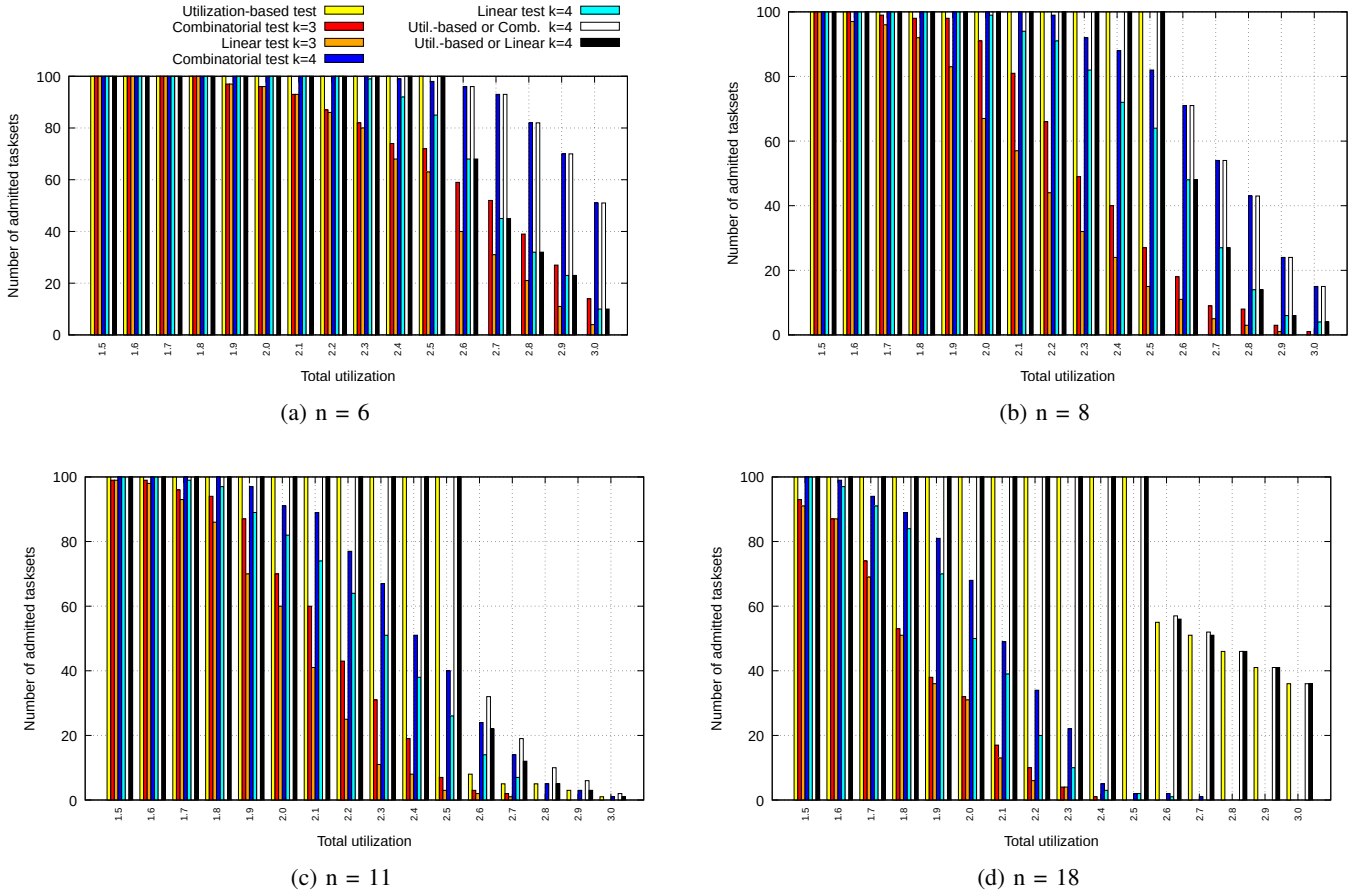 Utilization-based test
Combinatorial test k=3
Linear test k=3
Combinatorial test k=4
Linear test k=4
Util.-based or Comb. k=4
Util.-based or Linear k=4
Number of admitted tasksets
100
80
60
40
20
0
1.5 1.6 1.7 1.8 1.9 2.0 2.1 2.2 2.3 2.4 2.5 2.6 2.7 2.8 2.9 3.0
Total utilization
(a) n = 6
Number of admitted tasksets
100
80
60
40
20
0
1.5 1.6 1.7 1.8 1.9 2.0 2.1 2.2 2.3 2.4 2.5 2.6 2.7 2.8 2.9 3.0
Total utilization
(b) n = 8
Number of admitted tasksets
100
80
60
40
20
0
1.5 1.6 1.7 1.8 1.9 2.0 2.1 2.2 2.3 2.4 2.5 2.6 2.7 2.8 2.9 3.0
Total utilization
(c) n = 11
Number of admitted tasksets
100
80
60
40
20
0
1.5 1.6 1.7 1.8 1.9 2.0 2.1 2.2 2.3 2.4 2.5 2.6 2.7 2.8 2.9 3.0
Total utilization
(d) n = 18